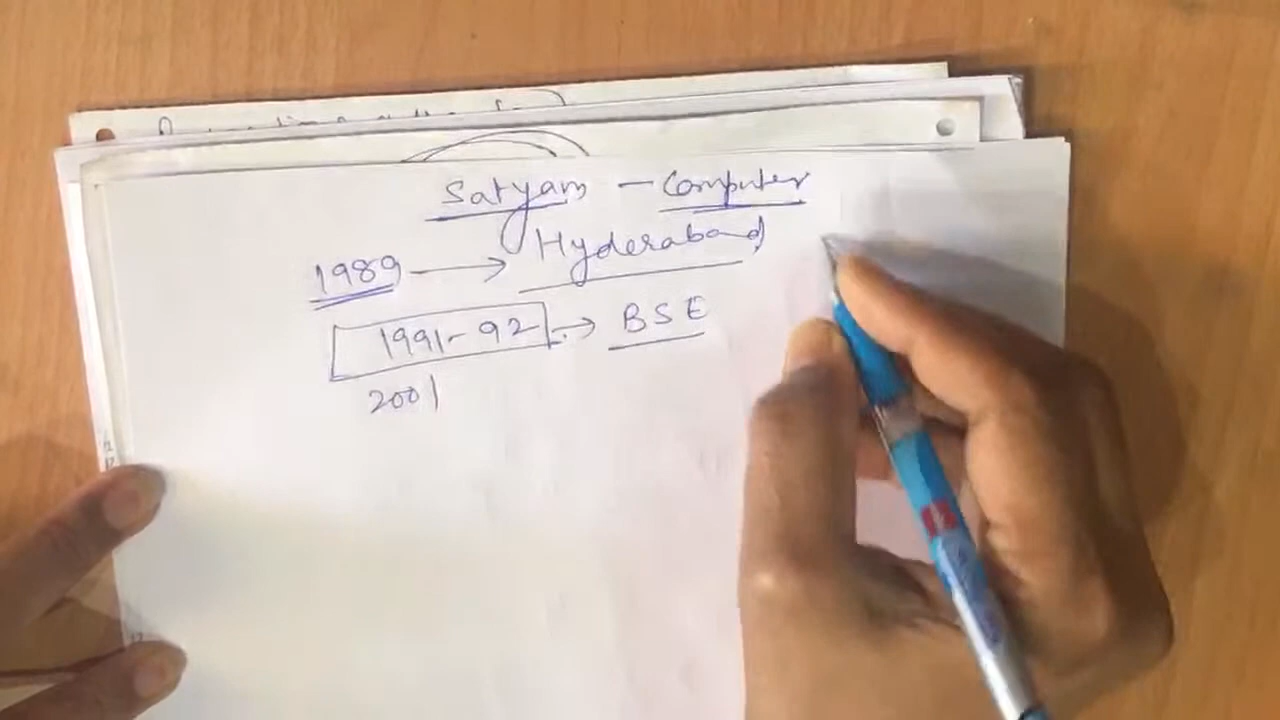 Satyam - Computer
1989 → Hyderabad
1991-92 → BSE
2001